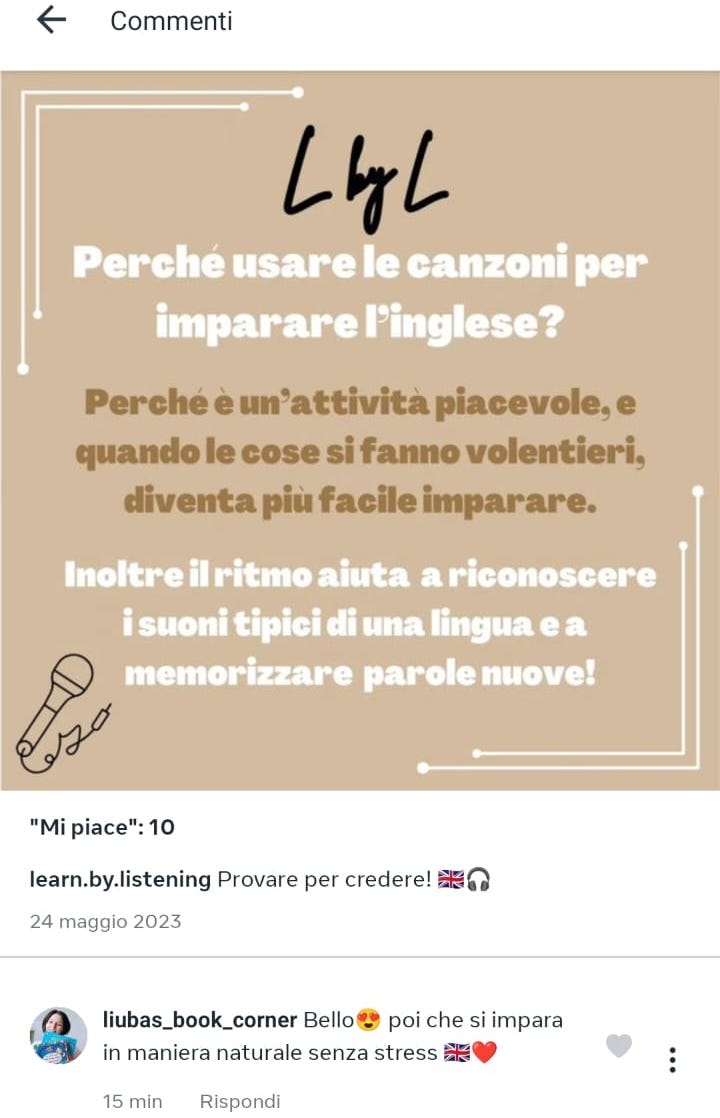 Commenti
L by L
Perché usare le canzoni per
imparare l'inglese?
Perché è un'attività piacevole, e
quando le cose si fanno volentieri,
diventa più facile imparare.
Inoltre il ritmo aiuta a riconoscere
i suoni tipici di una lingua e a
memorizzare parole nuove!
"Mi piace": 10
learn.by.listening Provare per credere! 🇬🇧🎧
24 maggio 2023
liubas_book_corner Bello😍 poi che si impara
in maniera naturale senza stress 🇬🇧❤️
15 min Rispondi